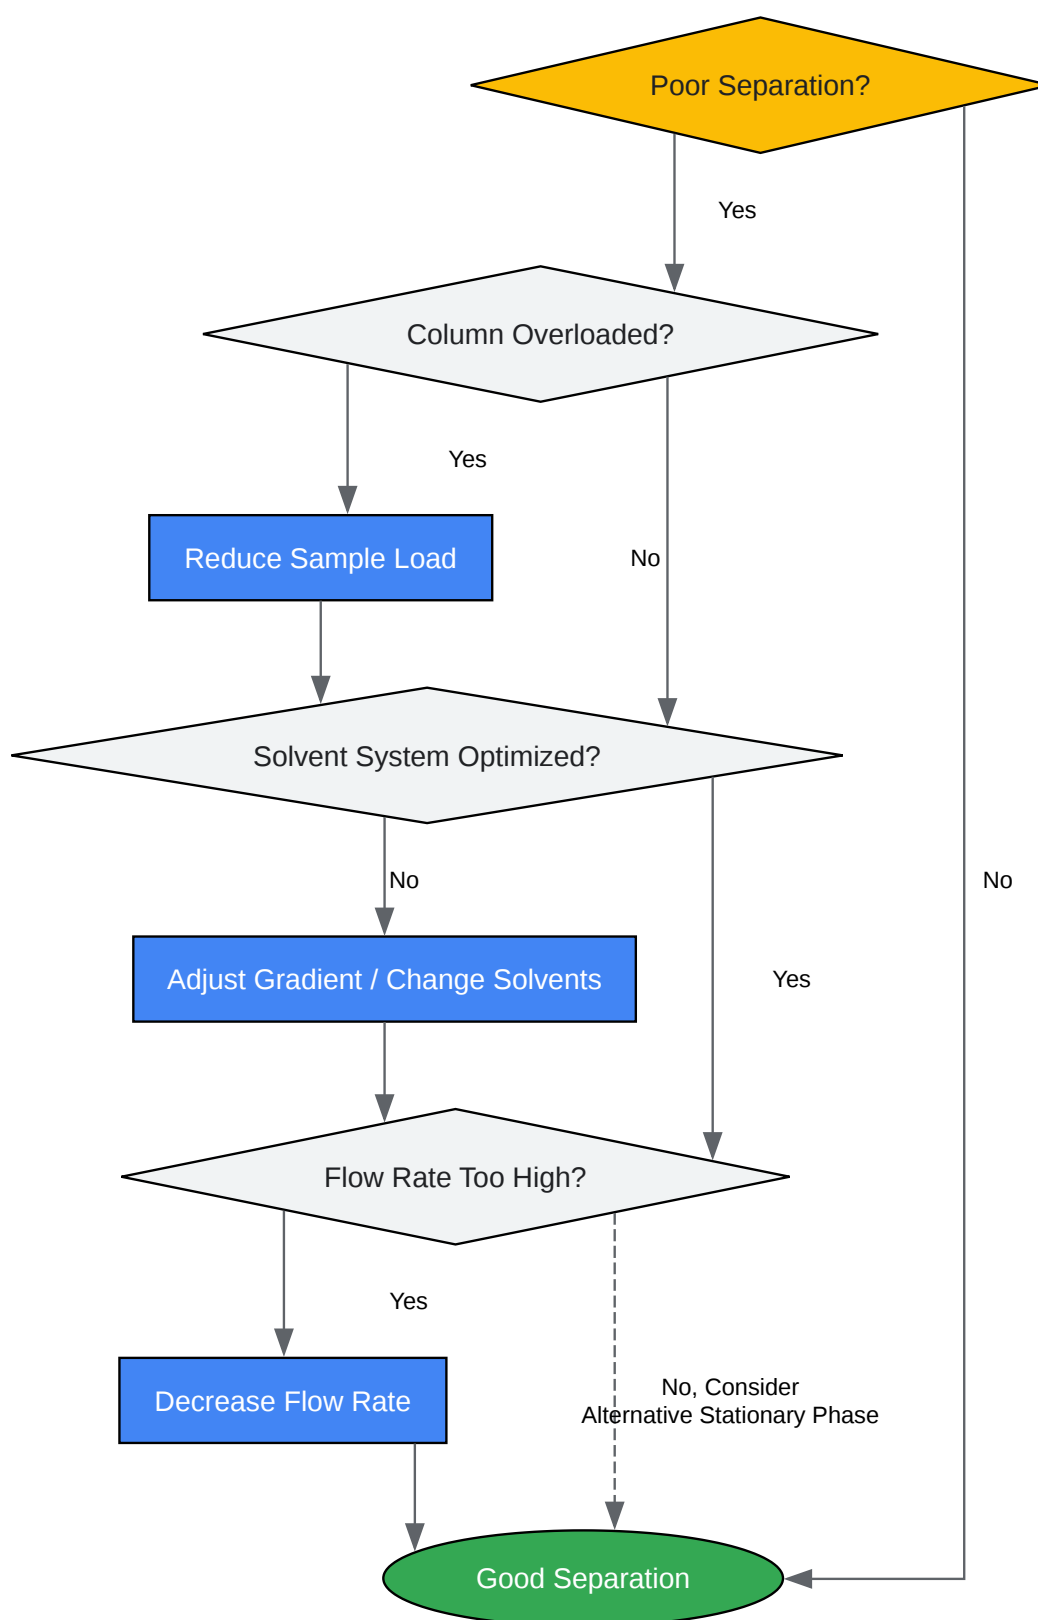 Poor Separation?
Yes
Column Overloaded?
Yes
Reduce Sample Load
No
Solvent System Optimized?
No
No
Adjust Gradient / Change Solvents
Yes
Flow Rate Too High?
Yes
No, Consider
Alternative Stationary Phase
Decrease Flow Rate
Good Separation